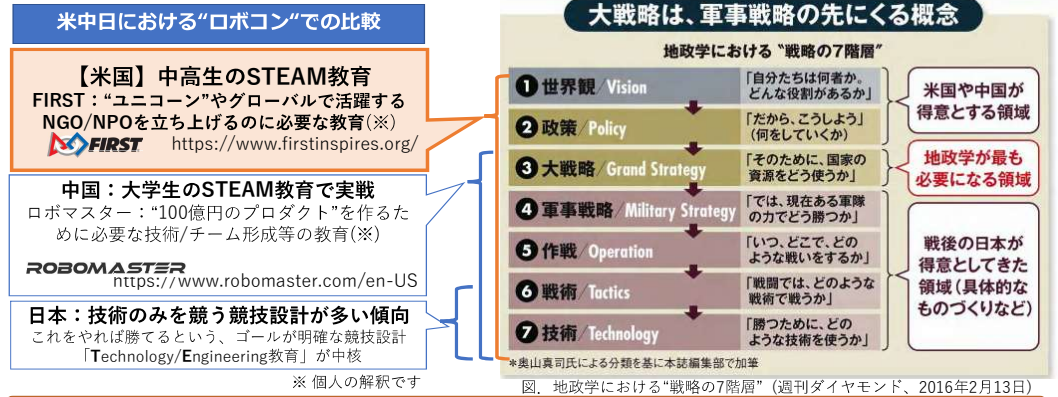 米中日における“ロボコン“での比較
【米国】中高生のSTEAM教育
FIRST：“ユニコーン”やグローバルで活躍する
NGO/NPOを立ち上げるのに必要な教育(※)
FIRST
https://www.firstinspires.org/
中国：大学生のSTEAM教育で実戦
ロボマスター：“100億円のプロダクト”を作るた
めに必要な技術/チーム形成等の教育(※)
ROBOMASTER
https://www.robomaster.com/en-US
日本：技術のみを競う競技設計が多い傾向
これをやれば勝てるという、ゴールが明確な競技設計
「Technology/Engineering教育」が中核
※ 個人の解釈です
大戦略は、軍事戦略の先にくる概念
地政学における〝戦略の7階層〟
❶世界観/Vision
「自分たちは何者か。
どんな役割があるか」
❷政策/Policy
「だから、こうしよう」
（何をしていくか）
❸大戦略/Grand Strategy
「そのために、国家の
資源をどう使うか」
❹軍事戦略/Military Strategy
「では、現在ある軍隊
の力でどう勝つか」
❺作戦/Operation
「いつ、どこで、どの
ような戦いをするか」
❻戦術/Tactics
「戦闘では、どのような
戦術で戦うか」
❼技術/Technology
「勝つために、どの
ような技術を使うか」
米国や中国が
得意とする領域
地政学が最も
必要になる領域
戦後の日本が
得意としてきた
領域（具体的な
ものづくりなど）
＊奥山真司氏による分類を基に本誌編集部で加筆
図．地政学における“戦略の7階層”（週刊ダイヤモンド、2016年2月13日）